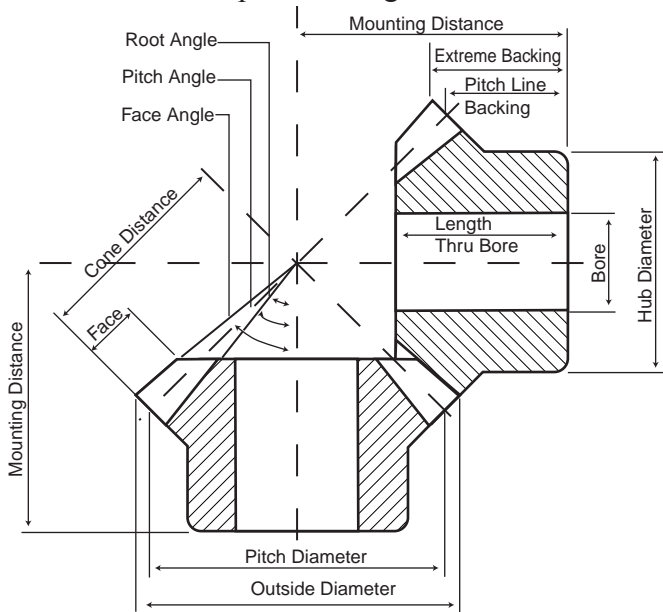 Mounting Distance
Root Angle
Extreme Backing
Pitch Angle
Pitch Line
Backing
Face Angle
Cone Distance
Length
Thru Bore
Bore
Hub Diameter
Face
Mounting Distance
Pitch Diameter
Outside Diameter